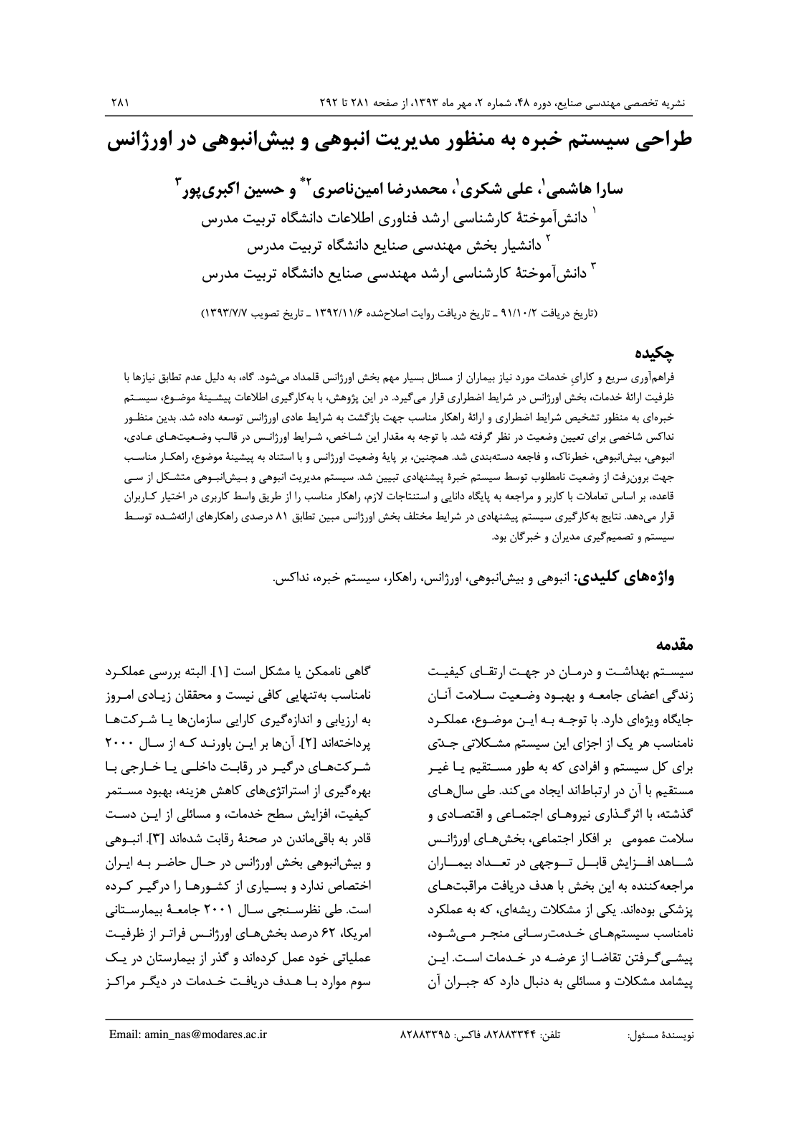 نشریه تخصصی مهندسی صنایع، دوره ۴۸، شماره ۲، مهر ماه ۱۳۹۳، از صفحه ۲۸۱ تا ۲۹۲
۲۸۱
طراحی سیستم خبره به منظور مدیریت انبوهی و بیش‌انبوهی در اورژانس
سارا هاشمی۱، علی شکری۱، محمدرضا امین‌ناصری۲* و حسین اکبری‌پور۳
۱ دانش‌آموختۀ کارشناسی ارشد فناوری اطلاعات دانشگاه تربیت مدرس
۲ دانشیار بخش مهندسی صنایع دانشگاه تربیت مدرس
۳ دانش‌آموختۀ کارشناسی ارشد مهندسی صنایع دانشگاه تربیت مدرس
(تاریخ دریافت ۹۱/۱۰/۲ ـ تاریخ دریافت روایت اصلاح‌شده ۱۳۹۲/۱۱/۶ ـ تاریخ تصویب ۱۳۹۳/۷/۷)
چکیده
فراهم‌آوری سریع و کارایِ خدمات مورد نیاز بیماران از مسائل بسیار مهم بخش اورژانس قلمداد می‌شود. گاه، به دلیل عدم تطابق نیازها با
ظرفیت ارائۀ خدمات، بخش اورژانس در شرایط اضطراری قرار می‌گیرد. در این پژوهش، با به‌کارگیری اطلاعات پیشینۀ موضوع، سیستم
خبره‌ای به منظور تشخیص شرایط اضطراری و ارائۀ راهکار مناسب جهت بازگشت به شرایط عادی اورژانس توسعه داده شد. بدین منظور
نداکس شاخصی برای تعیین وضعیت در نظر گرفته شد. با توجه به مقدار این شاخص، شرایط اورژانس در قالب وضعیت‌های عادی،
انبوهی، بیش‌انبوهی، خطرناک، و فاجعه دسته‌بندی شد. همچنین، بر پایۀ وضعیت اورژانس و با استناد به پیشینۀ موضوع، راهکار مناسب
جهت برون‌رفت از وضعیت نامطلوب توسط سیستم خبرۀ پیشنهادی تبیین شد. سیستم مدیریت انبوهی و بیش‌انبوهی متشکل از سی
قاعده، بر اساس تعاملات با کاربر و مراجعه به پایگاه دانایی و استنتاجات لازم، راهکار مناسب را از طریق واسط کاربری در اختیار کاربران
قرار می‌دهد. نتایج به‌کارگیری سیستم پیشنهادی در شرایط مختلف بخش اورژانس مبین تطابق ۸۱ درصدی راهکارهای ارائه‌شده توسط
سیستم و تصمیم‌گیری مدیران و خبرگان بود.
واژه‌های کلیدی: انبوهی و بیش‌انبوهی، اورژانس، راهکار، سیستم خبره، نداکس.
مقدمه
سیستم بهداشت و درمان در جهت ارتقای کیفیت
زندگی اعضای جامعه و بهبود وضعیت سلامت آنان
جایگاه ویژه‌ای دارد. با توجه به این موضوع، عملکرد
نامناسب هر یک از اجزای این سیستم مشکلاتی جدّی
برای کل سیستم و افرادی که به طور مستقیم یا غیر
مستقیم با آن در ارتباط‌اند ایجاد می‌کند. طی سال‌های
گذشته، با اثرگذاری نیروهای اجتماعی و اقتصادی و
سلامت عمومی بر افکار اجتماعی، بخش‌های اورژانس
شاهد افزایش قابل توجهی در تعداد بیماران
مراجعه‌کننده به این بخش با هدف دریافت مراقبت‌های
پزشکی بوده‌اند. یکی از مشکلات ریشه‌ای، که به عملکرد
نامناسب سیستم‌های خدمت‌رسانی منجر می‌شود،
پیشی‌گرفتن تقاضا از عرضه در خدمات است. این
پیشامد مشکلات و مسائلی به دنبال دارد که جبران آن
گاهی ناممکن یا مشکل است [۱]. البته بررسی عملکرد
نامناسب به‌تنهایی کافی نیست و محققان زیادی امروز
به ارزیابی و اندازه‌گیری کارایی سازمان‌ها یا شرکت‌ها
پرداخته‌اند [۲]. آن‌ها بر این باورند که از سال ۲۰۰۰
شرکت‌های درگیر در رقابت داخلی یا خارجی با
بهره‌گیری از استراتژی‌های کاهش هزینه، بهبود مستمر
کیفیت، افزایش سطح خدمات، و مسائلی از این دست
قادر به باقی‌ماندن در صحنۀ رقابت شده‌اند [۳]. انبوهی
و بیش‌انبوهی بخش اورژانس در حال حاضر به ایران
اختصاص ندارد و بسیاری از کشورها را درگیر کرده
است. طی نظرسنجی سال ۲۰۰۱ جامعۀ بیمارستانی
امریکا، ۶۲ درصد بخش‌های اورژانس فراتر از ظرفیت
عملیاتی خود عمل کرده‌اند و گذر از بیمارستان در یک
سوم موارد با هدف دریافت خدمات در دیگر مراکز
نویسندۀ مسئول: تلفن: ۸۲۸۸۳۳۴۴، فاکس: ۸۲۸۸۳۳۹۵ Email: amin_nas@modares.ac.ir